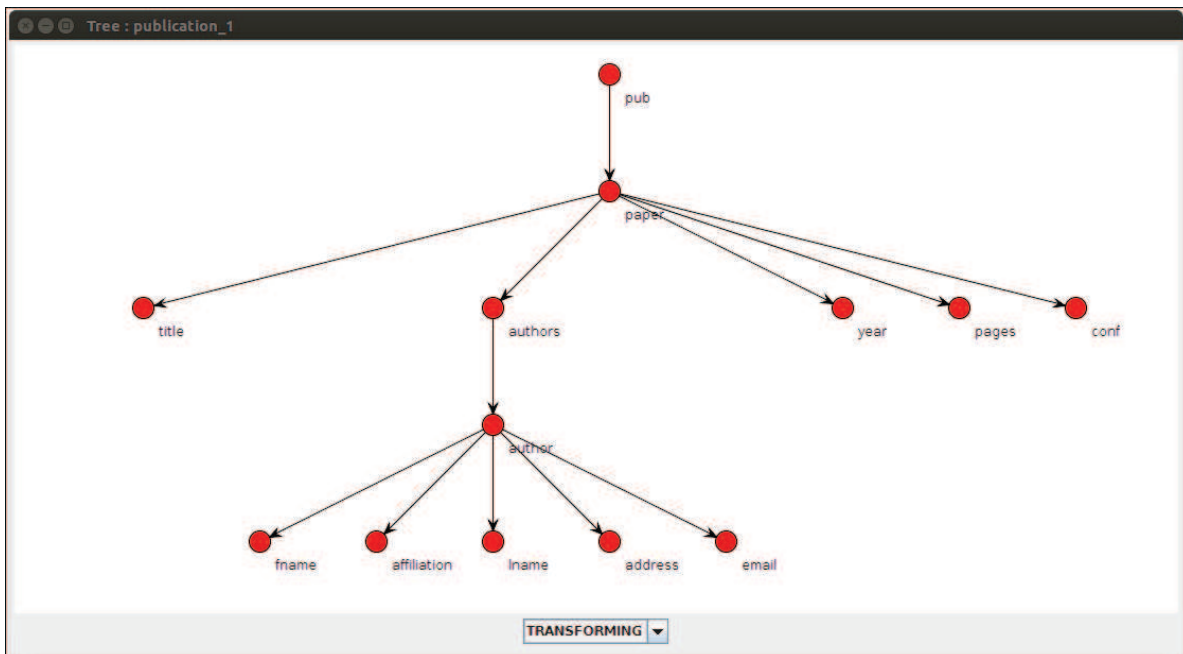 Tree : publication_1
pub
paper
title
authors
year
pages
conf
author
fname
affiliation
lname
address
email
TRANSFORMING